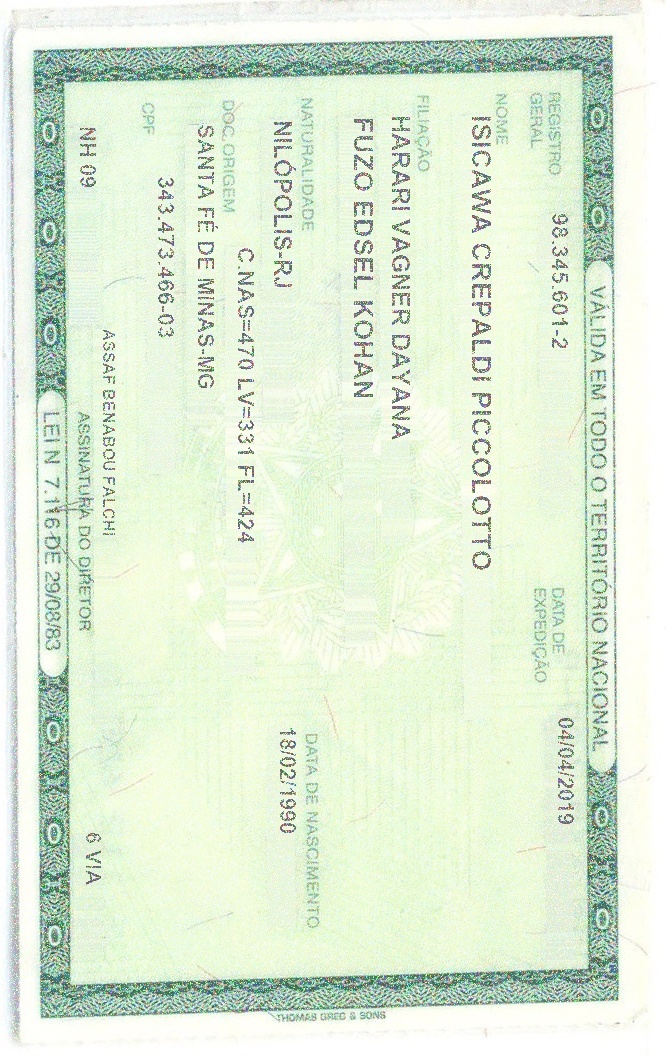 VÁLIDA EM TODO O TERRITÓRIO NACIONAL
REGISTRO GERAL 98.345.601-2 DATA DE EXPEDIÇÃO 04/04/2019
NOME
ISICAWA CREPALDI PICCOLOTTO
FILIAÇÃO
HARARI VAGNER DAYANA
FUZO EDSEL KOHAN
NATURALIDADE DATA DE NASCIMENTO
NILÓPOLIS-RJ 18/02/1990
DOC. ORIGEM C.NAS=470 LV=331 FL=424
SANTA FÉ DE MINAS-MG
CPF 343.473.466-03
ASSAF BENABOU FALCHI
NH 09 ASSINATURA DO DIRETOR 6 VIA
LEI N 7.116 DE 29/08/83
THOMAS GREG & SONS